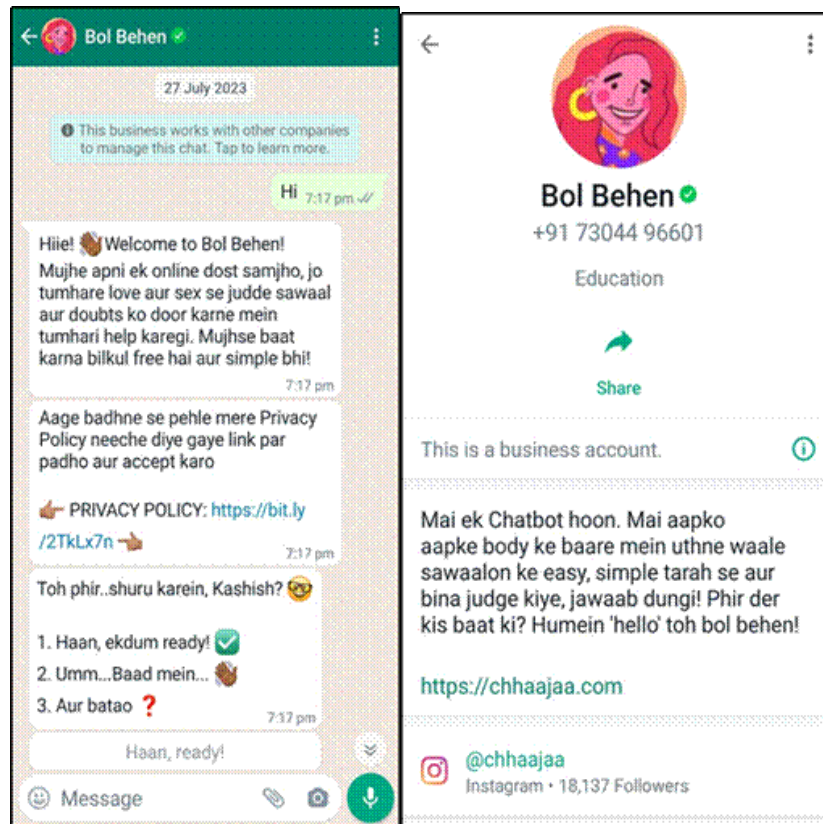 Bol Behen
27 July 2023
This business works with other companies
to manage this chat. Tap to learn more.
Hi 7:17 pm
Hiie! 👋🏾Welcome to Bol Behen!
Mujhe apni ek online dost samjho, jo
tumhare love aur sex se judde sawaal
aur doubts ko door karne mein
tumhari help karegi. Mujhse baat
karna bilkul free hai aur simple bhi!
7:17 pm
Aage badhne se pehle mere Privacy
Policy neeche diye gaye link par
padho aur accept karo
👉🏽 PRIVACY POLICY: https://bit.ly
/2TkLx7n 👈🏽
7:17 pm
Toh phir..shuru karein, Kashish? 🤓
1. Haan, ekdum ready! ✅
2. Umm...Baad mein... 👋🏾
3. Aur batao ❓
7:17 pm
Haan, ready!
Message
Bol Behen
+91 73044 96601
Education
Share
This is a business account.
Mai ek Chatbot hoon. Mai aapko
aapke body ke baare mein uthne waale
sawaalon ke easy, simple tarah se aur
bina judge kiye, jawaab dungi! Phir der
kis baat ki? Humein 'hello' toh bol behen!
https://chhaajaa.com
@chhaajaa
Instagram • 18,137 Followers